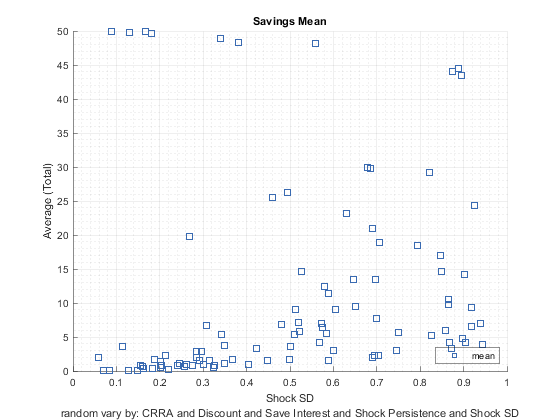 Savings Mean
50
45
40
35
30
25
20
15
10
5
0
Average (Total)
0 0.1 0.2 0.3 0.4 0.5 0.6 0.7 0.8 0.9 1
mean
Shock SD
random vary by: CRRA and Discount and Save Interest and Shock Persistence and Shock SD